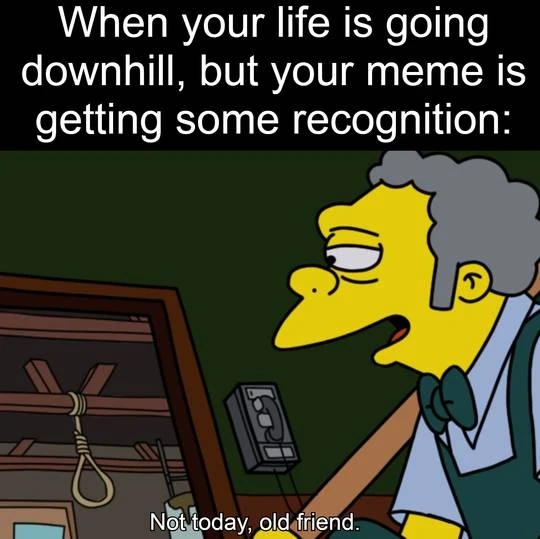 When your life is going
downhill, but your meme is
getting some recognition:
Not today, old friend.